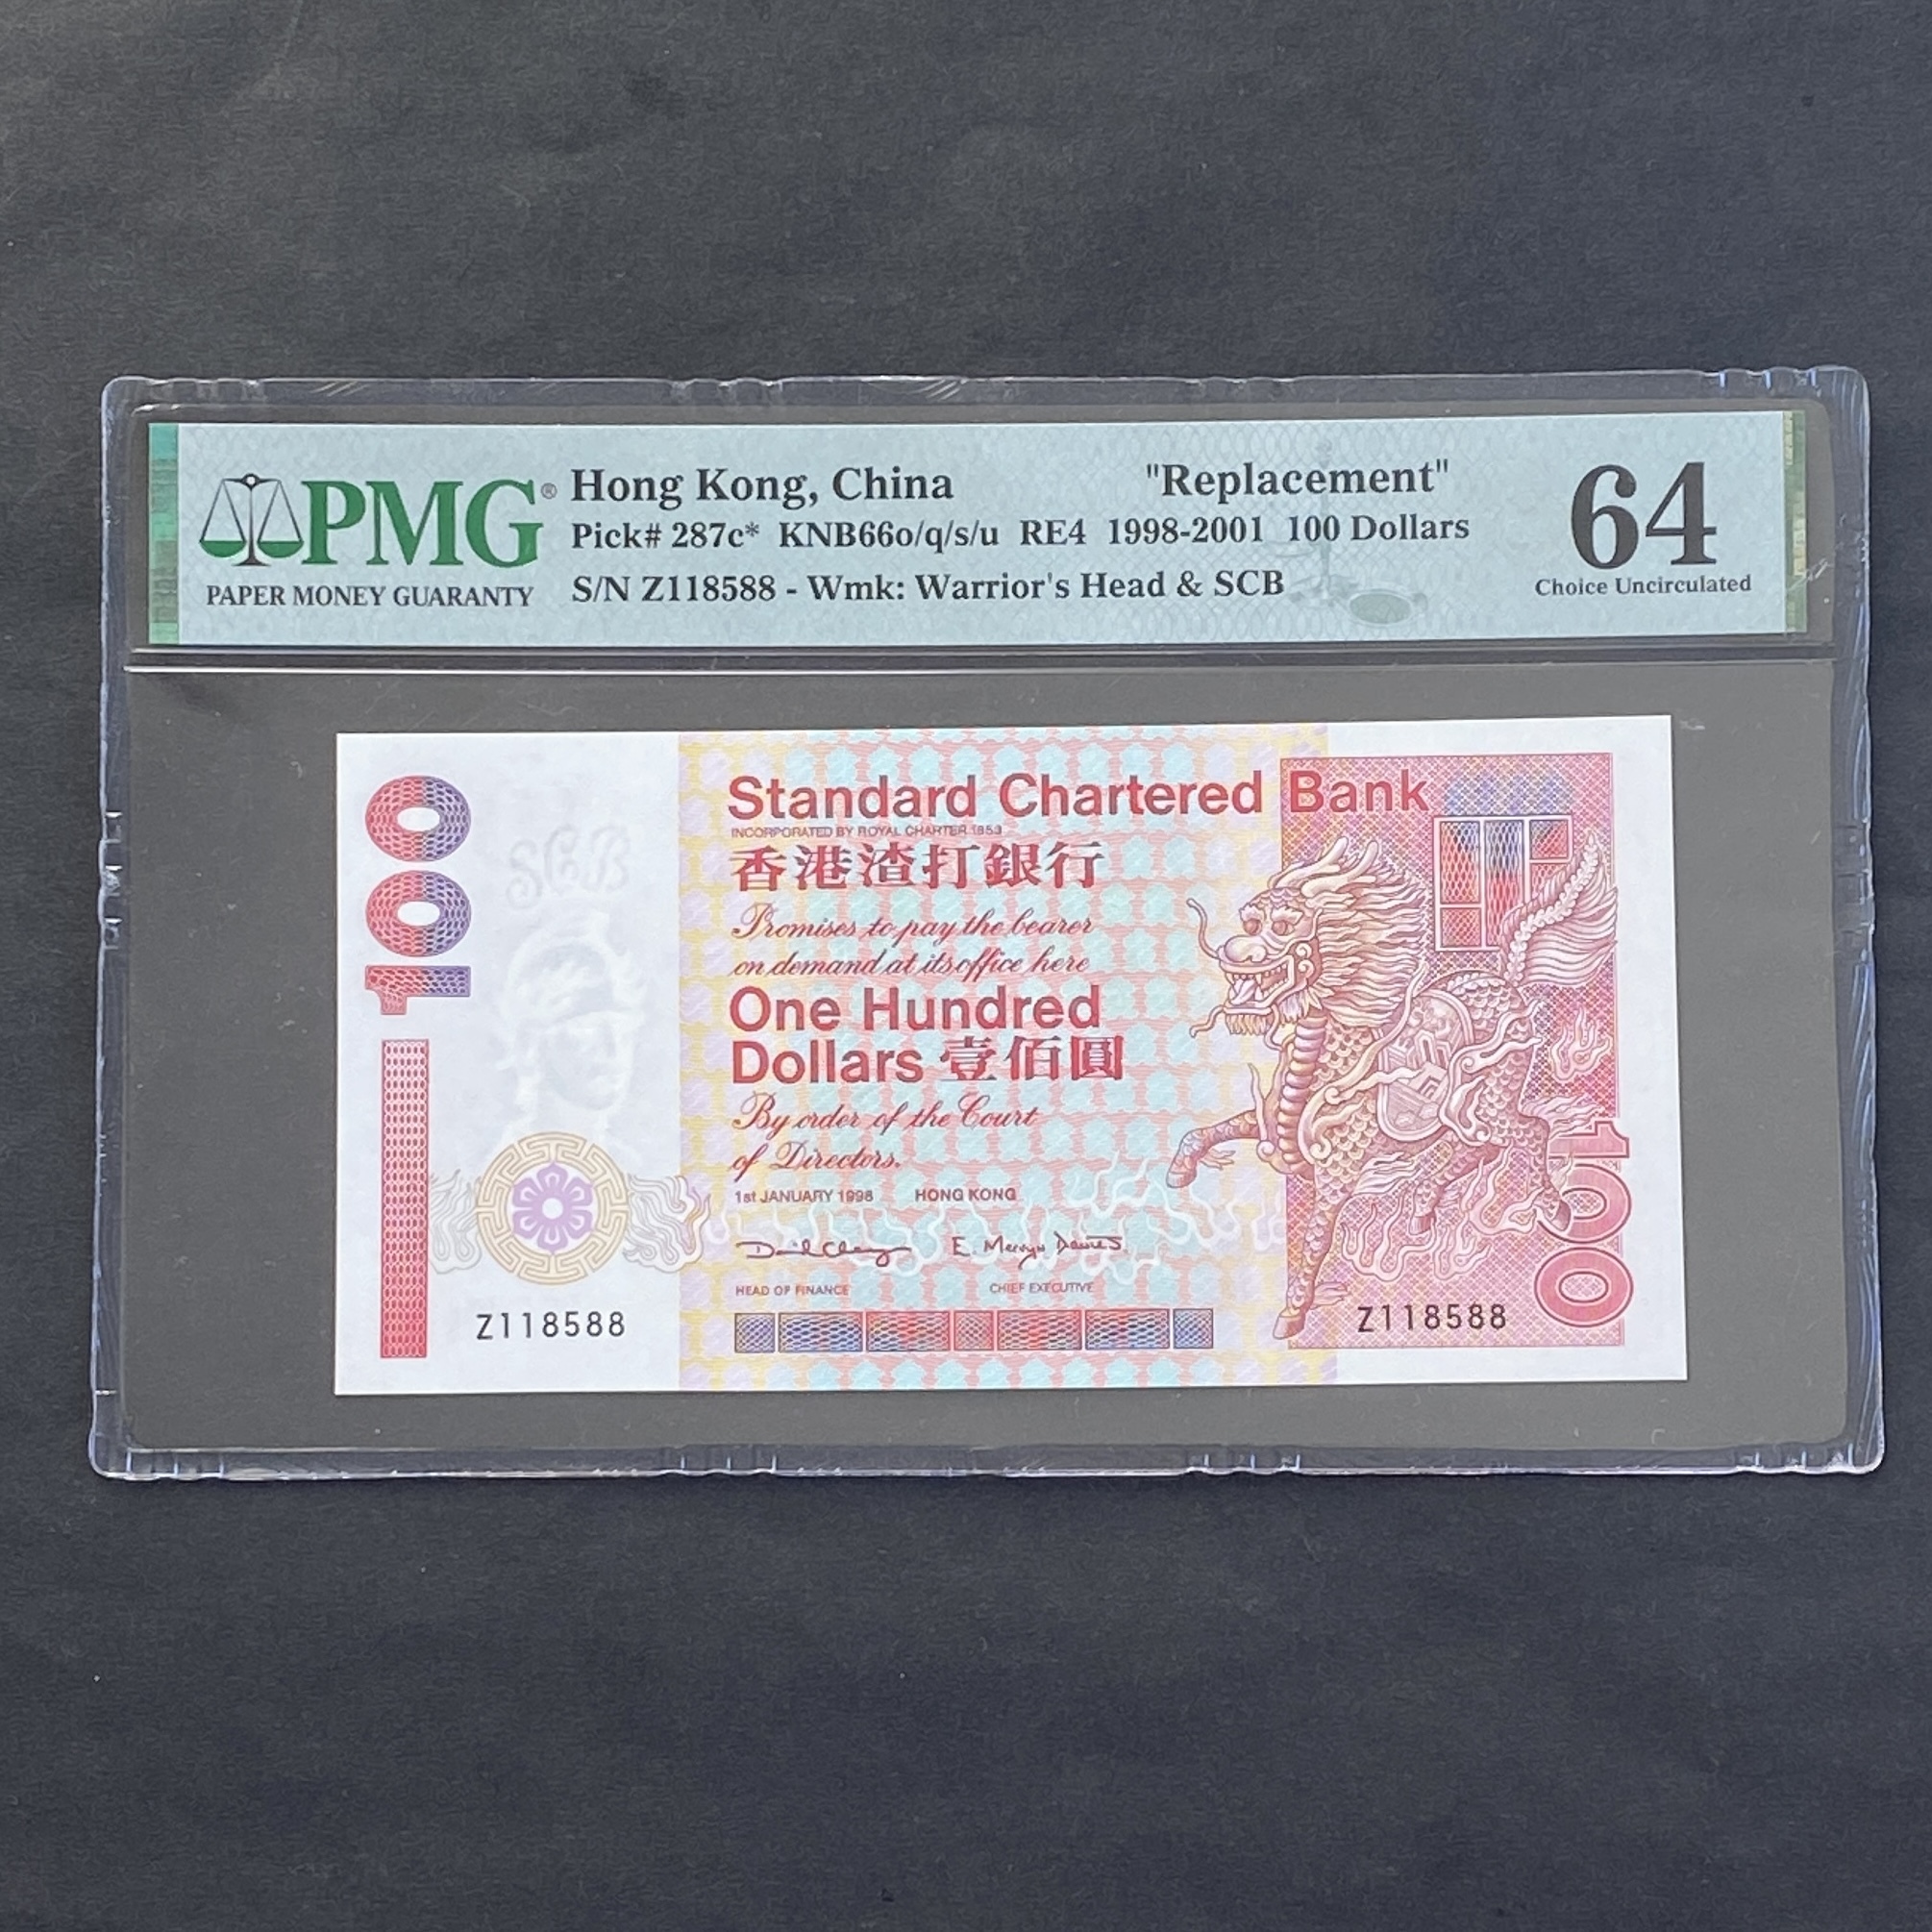 PMG®
PAPER MONEY GUARANTY
Hong Kong, China "Replacement"
Pick# 287c* KNB66o/q/s/u RE4 1998-2001 100 Dollars
S/N Z118588 - Wmk: Warrior's Head & SCB
64
Choice Uncirculated
100
SCB
Standard Chartered Bank
INCORPORATED BY ROYAL CHARTER 1853
香港渣打銀行
Promises to pay the bearer
on demand at its office here
One Hundred
Dollars 壹佰圓
By order of the Court
of Directors.
1st JANUARY 1998 HONG KONG
E. Mervyn Davies
HEAD OF FINANCE CHIEF EXECUTIVE
Z118588
Z118588
100